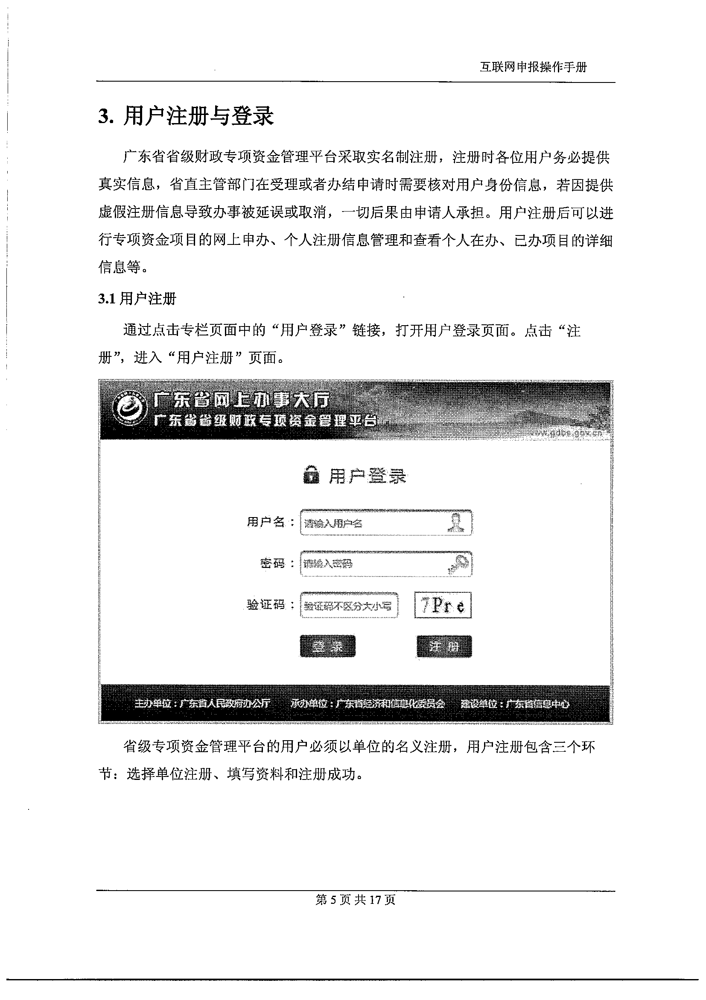 互联网申报操作手册
3. 用户注册与登录
广东省省级财政专项资金管理平台采取实名制注册，注册时各位用户务必提供
真实信息，省直主管部门在受理或者办结申请时需要核对用户身份信息，若因提供
虚假注册信息导致办事被延误或取消，一切后果由申请人承担。用户注册后可以进
行专项资金项目的网上申办、个人注册信息管理和查看个人在办、已办项目的详细
信息等。
3.1 用户注册
通过点击专栏页面中的“用户登录”链接，打开用户登录页面。点击“注
册”，进入“用户注册”页面。
广东省网上办事大厅
广东省省级财政专项资金管理平台
用户登录
用户名：请输入用户名
密码：请输入密码
验证码：验证码不区分大小写 7Pre
登录 注册
主办单位：广东省人民政府办公厅 承办单位：广东省经济和信息化委员会 建设单位：广东省信息中心
省级专项资金管理平台的用户必须以单位的名义注册，用户注册包含三个环
节：选择单位注册、填写资料和注册成功。
第 5 页 共 17 页